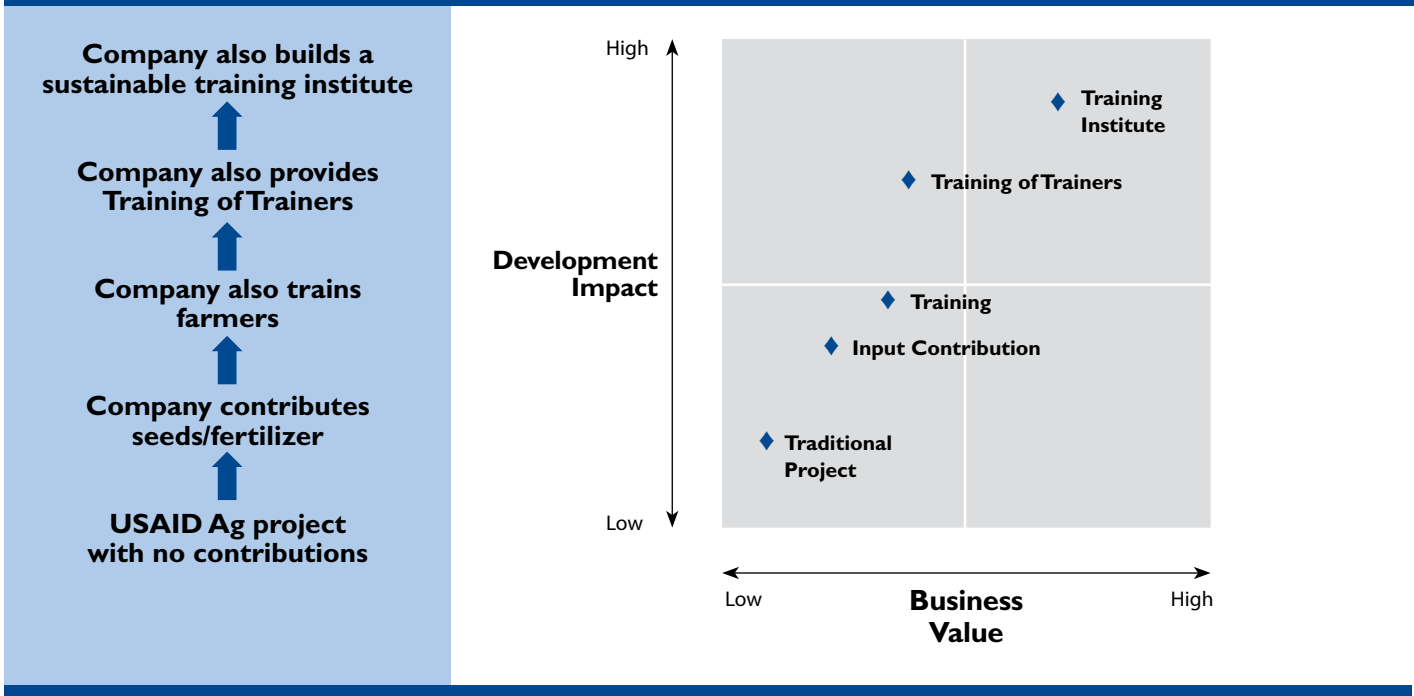 Company also builds a
sustainable training institute
Company also provides
Training of Trainers
Company also trains
farmers
Company contributes
seeds/fertilizer
USAID Ag project
with no contributions
High
Development
Impact
Low
Training
Institute
Training of Trainers
Training
Input Contribution
Traditional
Project
Low
Business
Value
High